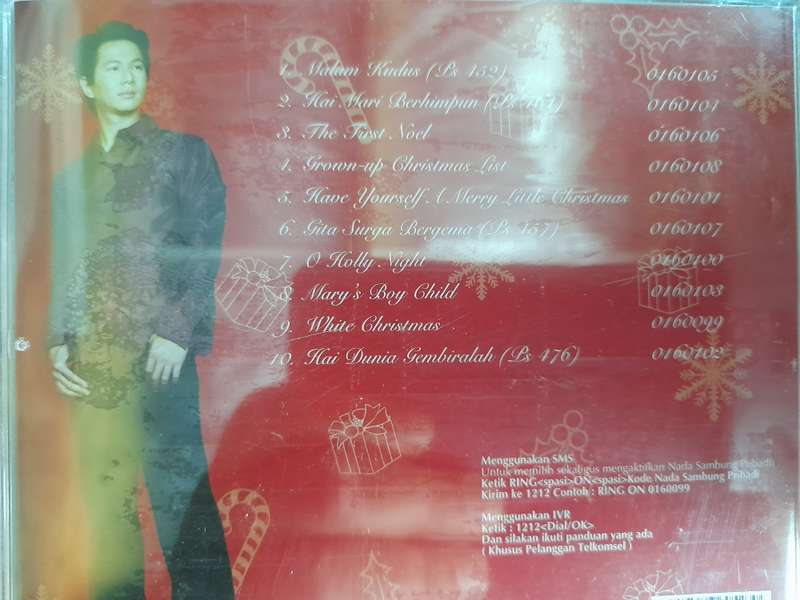 1. Malam Kudus (Ps 452) 0160105
2. Hai Mari Berhimpun 0160104
3. The First Noel 0160106
4. Grown-up Christmas List 0160108
5. Have Yourself A Merry Little Christmas 0160101
6. Gita Surga Bergema (Ps 457) 0160107
7. O Holly Night 0160100
8. Mary's Boy Child 0160103
9. White Christmas 0160099
10. Hai Dunia Gembiralah (Ps 476) 0160102
Menggunakan SMS
Untuk memilih sekaligus mengaktifkan Nada Sambung Pribadi
Ketik RING<spasi>ON<spasi>Kode Nada Sambung Pribadi
Kirim ke 1212 Contoh : RING ON 0160099
Menggunakan IVR
Ketik : 1212<Dial/OK>
Dan silakan ikuti panduan yang ada
( Khusus Pelanggan Telkomsel )